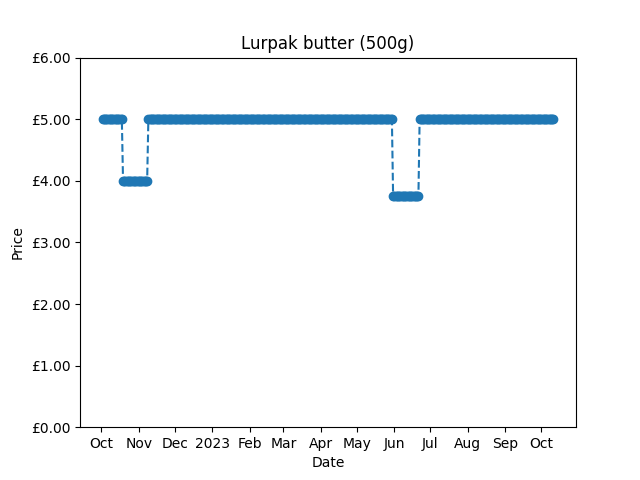 Lurpak butter (500g)
£6.00
£5.00
£4.00
£3.00
£2.00
£1.00
£0.00
Price
Oct Nov Dec 2023 Feb Mar Apr May Jun Jul Aug Sep Oct
Date